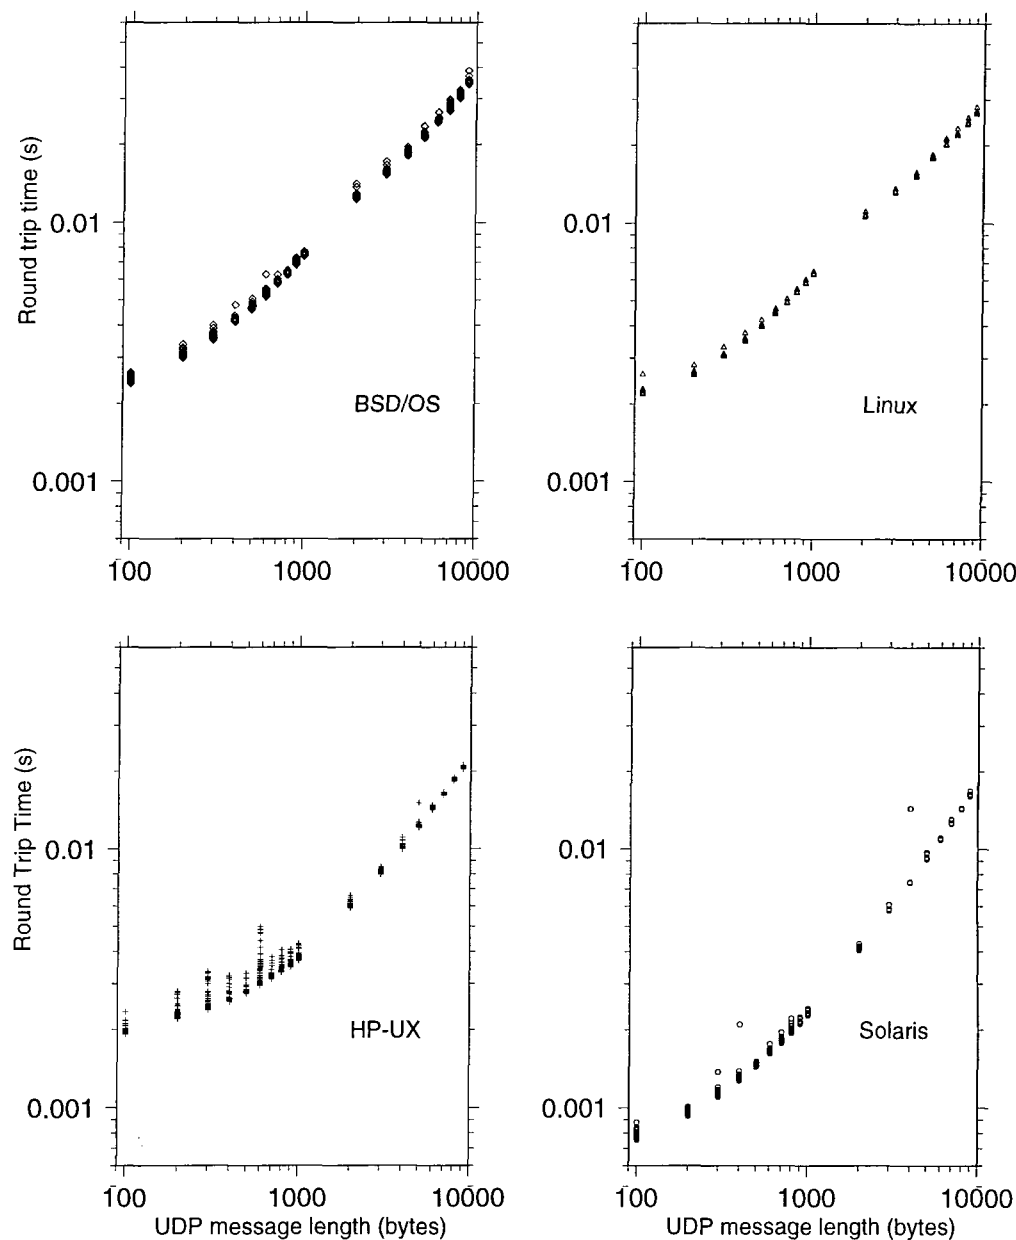 Round trip time (s)
0.01
0.001
BSD/OS
100
1000
10000
0.01
0.001
Linux
100
1000
10000
Round Trip Time (s)
0.01
0.001
HP-UX
100
1000
10000
UDP message length (bytes)
0.01
0.001
Solaris
100
1000
10000
UDP message length (bytes)